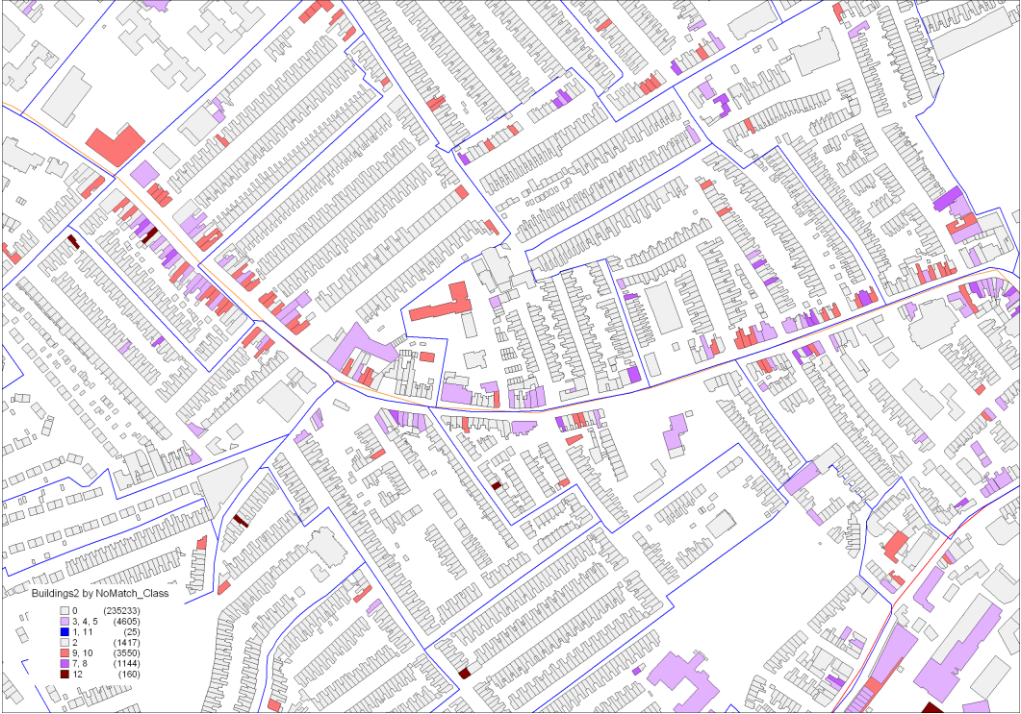 Buildings2 by NoMatch_Class
0 (235233)
3, 4, 5 (4605)
1, 11 (25)
2 (1417)
9, 10 (3550)
7, 8 (1144)
12 (160)